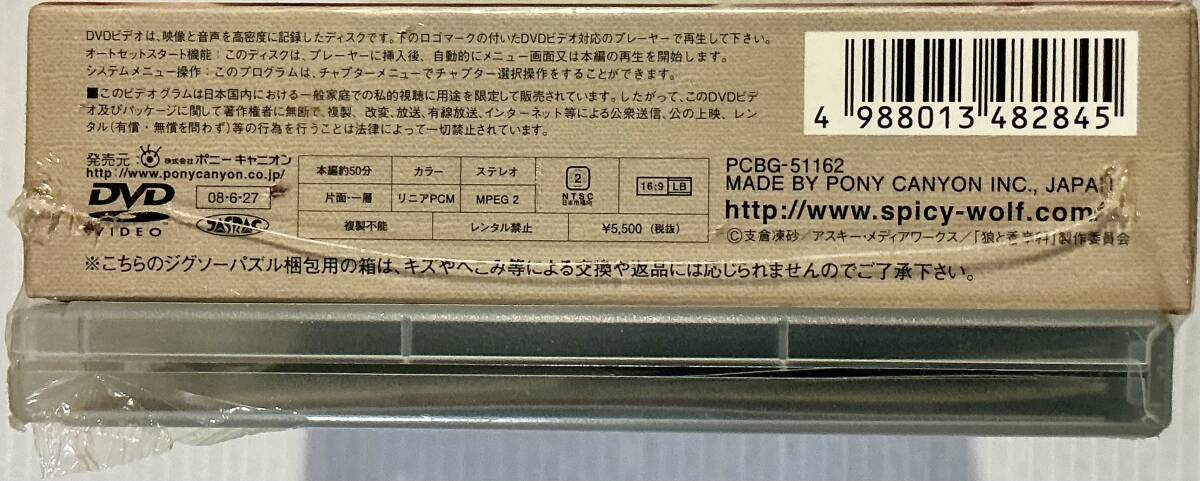 DVDビデオは、映像と音声を高密度に記録したディスクです。下のロゴマークの付いたDVDビデオ対応のプレーヤーで再生して下さい。
オートセットスタート機能：このディスクは、プレーヤーに挿入後、自動的にメニュー画面又は本編の再生を開始します。
システムメニュー操作：このプログラムは、チャプターメニューでチャプター選択操作をすることができます。
■このビデオグラムは日本国内における一般家庭での私的視聴に用途を限定して販売されています。したがって、このDVDビデ
オ及びパッケージに関して著作権者に無断で、複製、改変、放送、有線放送、インターネット等による公衆送信、公の上映、レン
タル(有償・無償を問わず)等の行為を行うことは法律によって一切禁止されています。
4 988013 482845
発売元： 株式会社 ポニーキャニオン
http://www.ponycanyon.co.jp/
DVD VIDEO
08・6・27
JASRAC
本編約50分 カラー ステレオ
片面・一層 リニアPCM MPEG 2
複製不能 レンタル禁止 ¥5,500（税抜）
2
NTSC
日本市場向
16:9 LB
PCBG-51162
MADE BY PONY CANYON INC., JAPAN
http://www.spicy-wolf.com/
©支倉凍砂／アスキー・メディアワークス／「狼と香辛料」製作委員会
※こちらのジグソーパズル梱包用の箱は、キズやへこみ等による交換や返品には応じられませんのでご了承下さい。